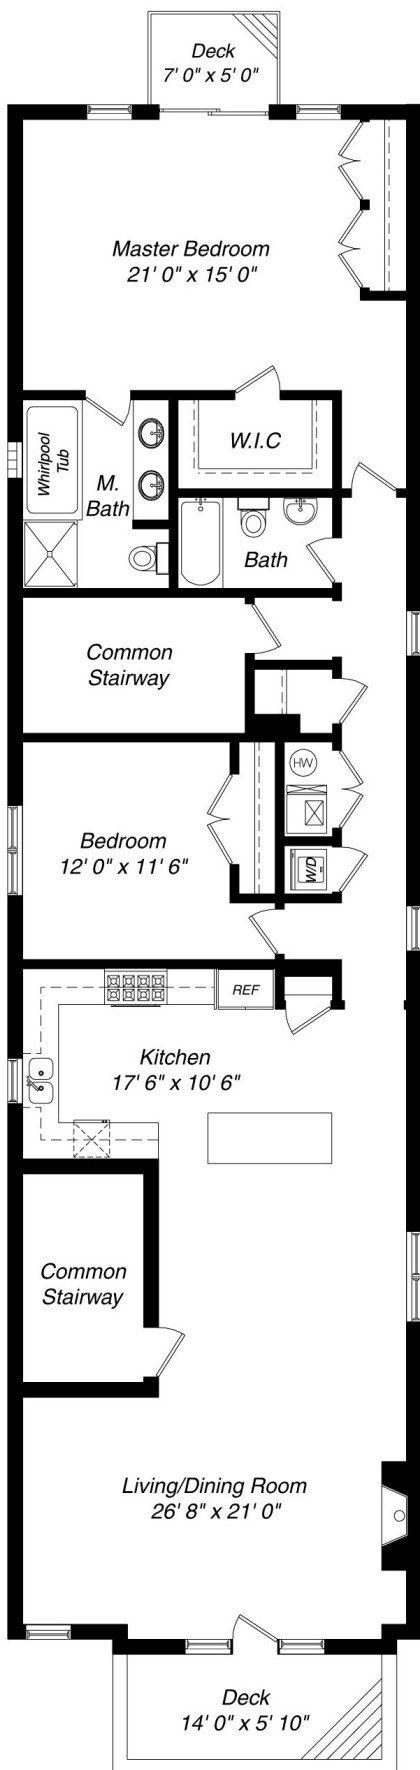 Deck
7' 0" x 5' 0"
Master Bedroom
21' 0" x 15' 0"
Whirlpool
Tub
M.
Bath
W.I.C
Bath
Common
Stairway
HW
Bedroom
12' 0" x 11' 6"
W/D
REF
Kitchen
17' 6" x 10' 6"
Common
Stairway
Living/Dining Room
26' 8" x 21' 0"
Deck
14' 0" x 5' 10"